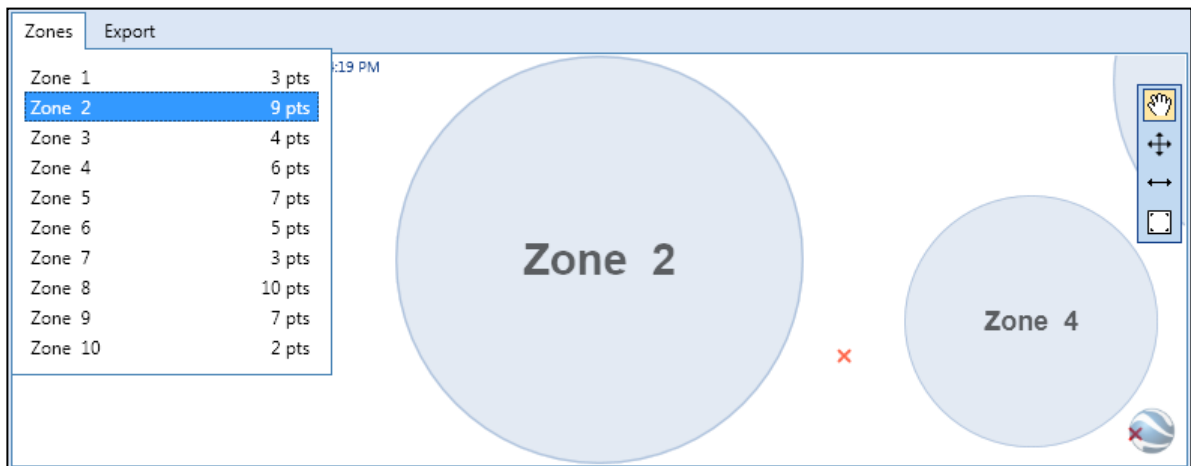 Zones Export
:19 PM
Zone 1 3 pts
Zone 2 9 pts
Zone 3 4 pts
Zone 4 6 pts
Zone 5 7 pts
Zone 6 5 pts
Zone 7 3 pts
Zone 8 10 pts
Zone 9 7 pts
Zone 10 2 pts
Zone 2
Zone 4